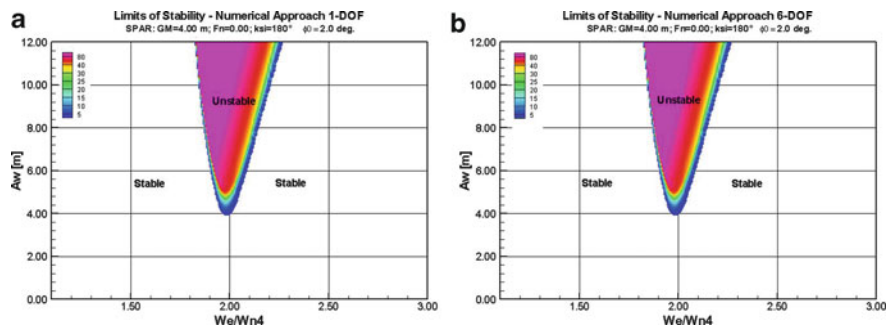 a
Limits of Stability - Numerical Approach 1-DOF
SPAR: GM=4.00 m; Fn=0.00; ksi=180° ϕ0 = 2.0 deg.
12.00
10.00
8.00
6.00
4.00
2.00
0.00
Aw [m]
80
40
30
25
20
15
10
5
Unstable
Stable
Stable
1.50
2.00
2.50
3.00
We/Wn4
b
Limits of Stability - Numerical Approach 6-DOF
SPAR: GM=4.00 m; Fn=0.00; ksi=180° ϕ0 = 2.0 deg.
12.00
10.00
8.00
6.00
4.00
2.00
0.00
Aw [m]
80
40
30
25
20
15
10
5
Unstable
Stable
Stable
1.50
2.00
2.50
3.00
We/Wn4